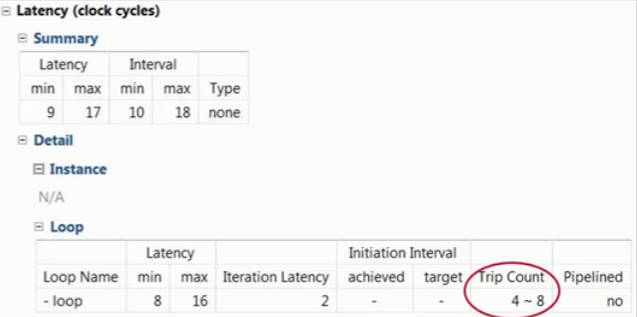 Latency (clock cycles)
Summary
Latency Interval
min max min max Type
9 17 10 18 none
Detail
Instance
N/A
Loop
Latency Initiation Interval
Loop Name min max Iteration Latency achieved target Trip Count Pipelined
- loop 8 16 2 - - 4 ~ 8 no